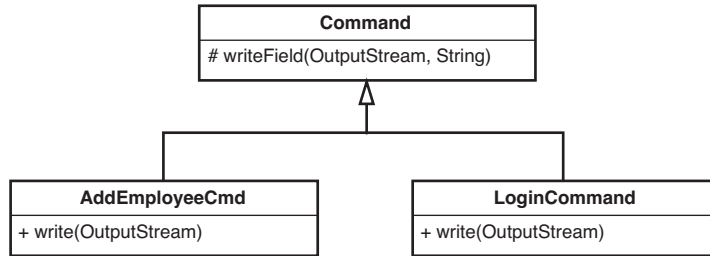 Command
# writeField(OutputStream, String)
AddEmployeeCmd
+ write(OutputStream)
LoginCommand
+ write(OutputStream)